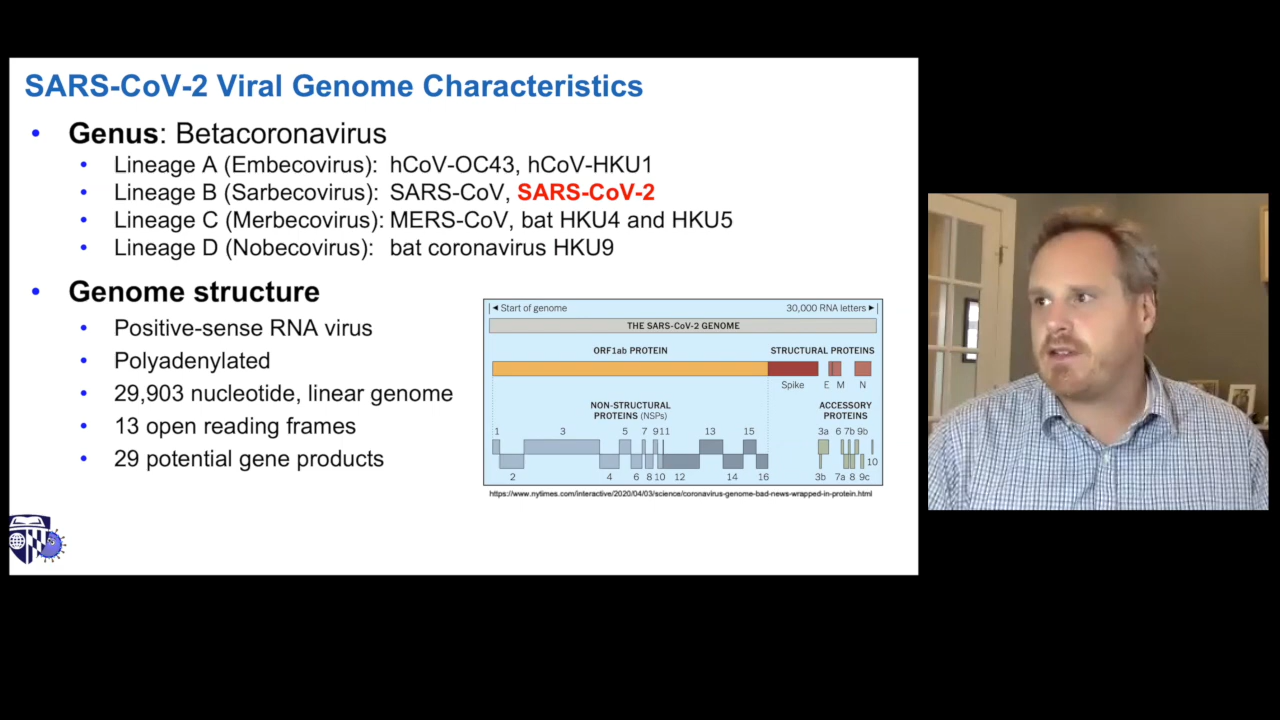 SARS-CoV-2 Viral Genome Characteristics
• Genus: Betacoronavirus
• Lineage A (Embecovirus): hCoV-OC43, hCoV-HKU1
• Lineage B (Sarbecovirus): SARS-CoV, SARS-CoV-2
• Lineage C (Merbecovirus): MERS-CoV, bat HKU4 and HKU5
• Lineage D (Nobecovirus): bat coronavirus HKU9
• Genome structure
• Positive-sense RNA virus
• Polyadenylated
• 29,903 nucleotide, linear genome
• 13 open reading frames
• 29 potential gene products
Start of genome 30,000 RNA letters
THE SARS-CoV-2 GENOME
ORF1ab PROTEIN STRUCTURAL PROTEINS
Spike E M N
NON-STRUCTURAL
PROTEINS (NSPs)
ACCESSORY
PROTEINS
1 3 5 7 9 11 13 15 3a 6 7b 9b
2 4 6 8 10 12 14 16 3b 7a 8 9c
10
https://www.nytimes.com/interactive/2020/04/03/science/coronavirus-genome-bad-news-wrapped-in-protein.html